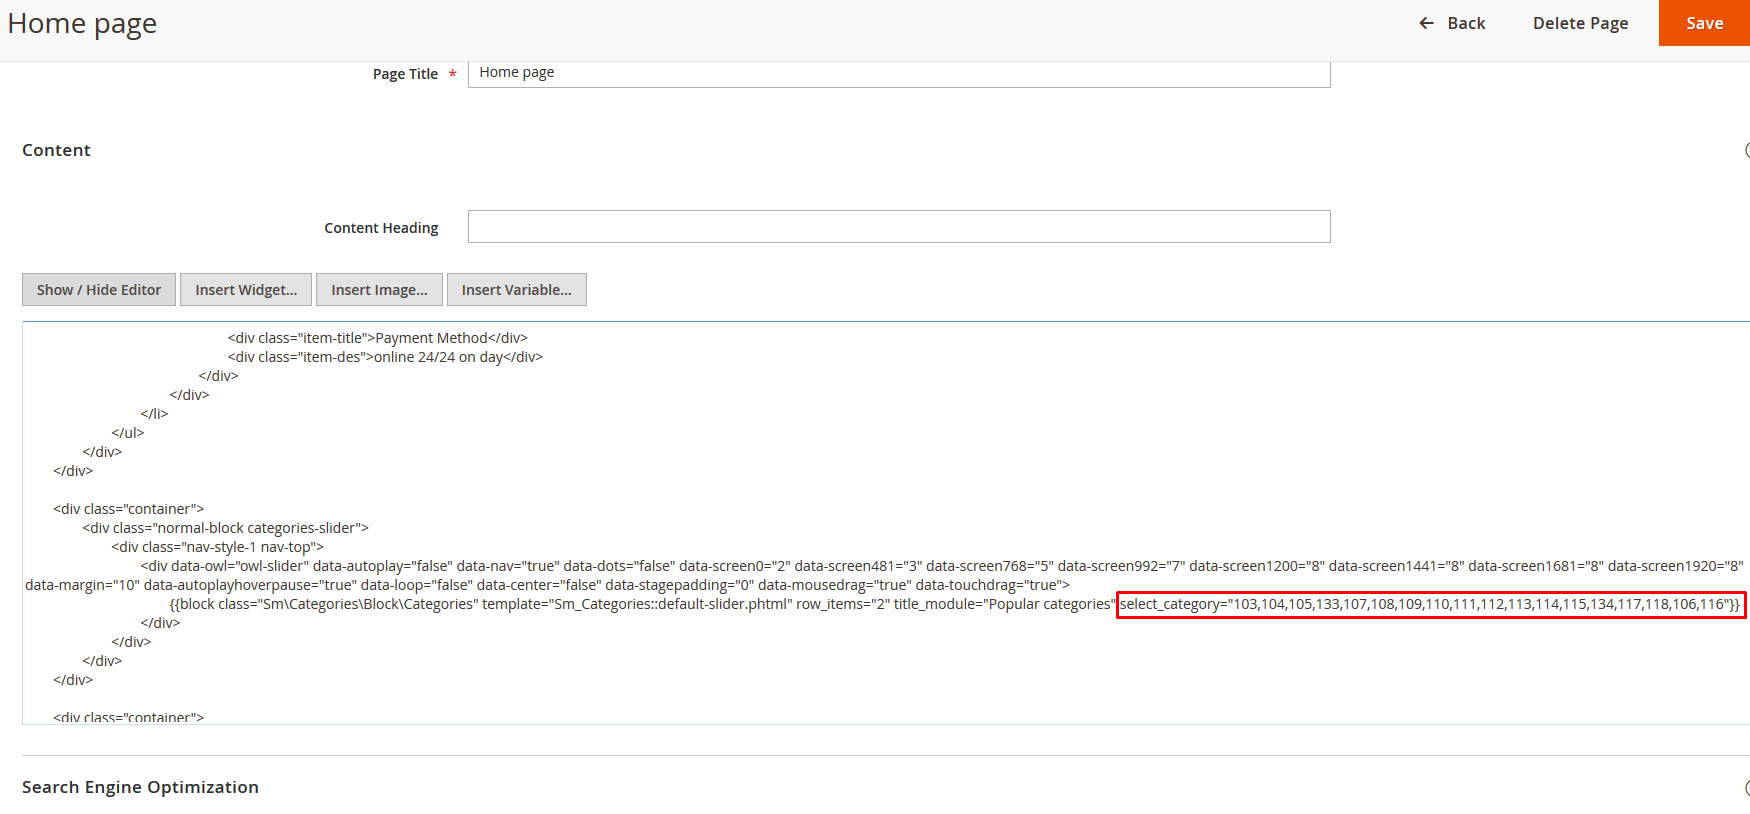 Home page
← Back Delete Page Save
Page Title * Home page
Content
Content Heading
Show / Hide Editor Insert Widget... Insert Image... Insert Variable...
<div class="item-title">Payment Method</div>
<div class="item-des">online 24/24 on day</div>
</div>
</div>
</li>
</ul>
</div>
</div>
<div class="container">
<div class="normal-block categories-slider">
<div class="nav-style-1 nav-top">
<div data-owl="owl-slider" data-autoplay="false" data-nav="true" data-dots="false" data-screen0="2" data-screen481="3" data-screen768="5" data-screen992="7" data-screen1200="8" data-screen1441="8" data-screen1681="8" data-screen1920="8"
data-margin="10" data-autoplayhoverpause="true" data-loop="false" data-center="false" data-stagepadding="0" data-mousedrag="true" data-touchdrag="true">
{{block class="Sm\Categories\Block\Categories" template="Sm_Categories::default-slider.phtml" row_items="2" title_module="Popular categories" select_category="103,104,105,133,107,108,109,110,111,112,113,114,115,134,117,118,106,116"}}
</div>
</div>
</div>
</div>
<div class="container">
Search Engine Optimization